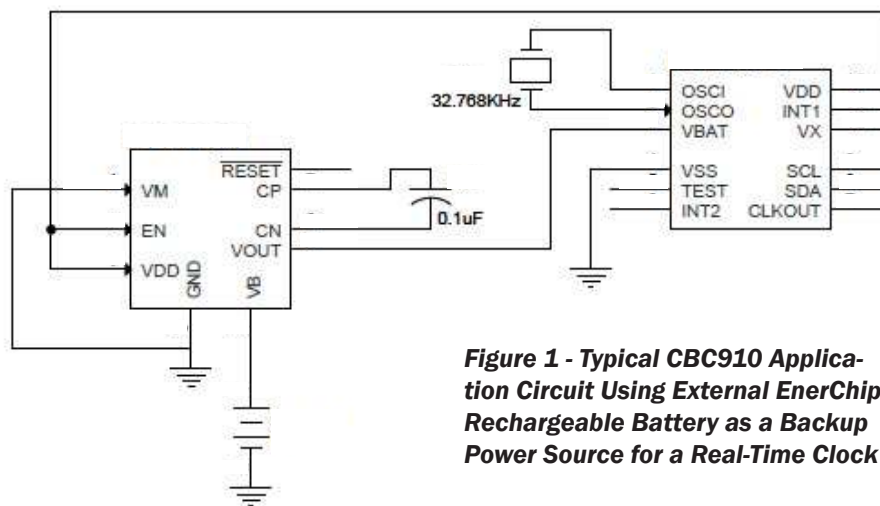 32.768KHz
OSCI
OSCO
VBAT
VSS
TEST
INT2
VDD
INT1
VX
SCL
SDA
CLKOUT
VM
EN
VDD
GND
VB
RESET
CP
CN
VOUT
0.1uF
Figure 1 - Typical CBC910 Applica-
tion Circuit Using External EnerChip
Rechargeable Battery as a Backup
Power Source for a Real-Time Clock